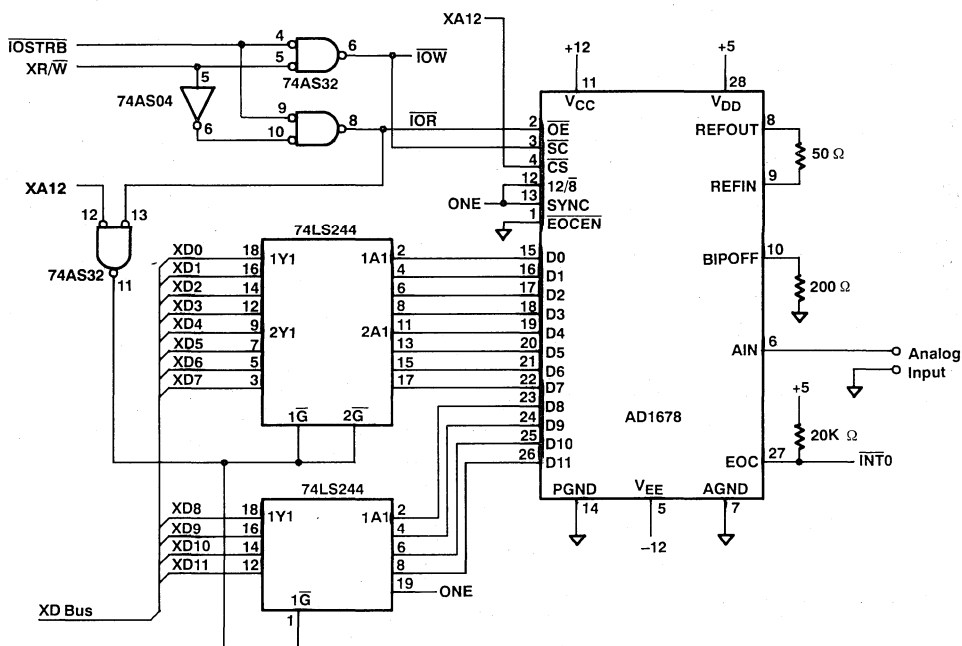 XA12
IOSTRB
4
6
IOW
XR/W
5
74AS32
5
74AS04
9
8
IOR
6
10
+12
+5
11
28
VCC
VDD
2
OE
REFOUT
8
3
SC
50 Ω
4
CS
12
12/8
REFIN
9
ONE
13
SYNC
1
EOCEN
XA12
12
13
74AS32
11
74LS244
XD0
18
1Y1
1A1
2
15
D0
BIPOFF
10
XD1
16
4
16
D1
XD2
14
6
17
D2
200 Ω
XD3
12
8
18
D3
XD4
9
2Y1
2A1
11
19
D4
XD5
7
13
20
D5
AIN
6
Analog
Input
XD6
5
15
21
D6
XD7
3
17
22
D7
23
D8
+5
1G
2G
24
D9
AD1678
25
D10
20K Ω
26
D11
EOC
27
INT0
74LS244
PGND
VEE
AGND
14
5
7
−12
XD8
18
1Y1
1A1
2
XD9
16
4
XD10
14
6
XD11
12
8
19
ONE
1G
1
XD Bus